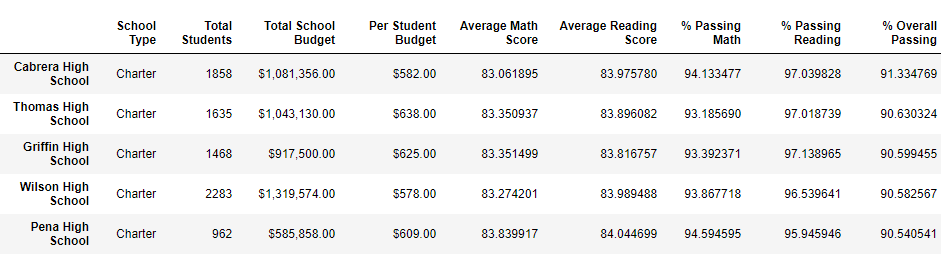 School Type Total Students Total School Budget Per Student Budget Average Math Score Average Reading Score % Passing Math % Passing Reading % Overall Passing
Cabrera High School Charter 1858 $1,081,356.00 $582.00 83.061895 83.975780 94.133477 97.039828 91.334769
Thomas High School Charter 1635 $1,043,130.00 $638.00 83.350937 83.896082 93.185690 97.018739 90.630324
Griffin High School Charter 1468 $917,500.00 $625.00 83.351499 83.816757 93.392371 97.138965 90.599455
Wilson High School Charter 2283 $1,319,574.00 $578.00 83.274201 83.989488 93.867718 96.539641 90.582567
Pena High School Charter 962 $585,858.00 $609.00 83.839917 84.044699 94.594595 95.945946 90.540541